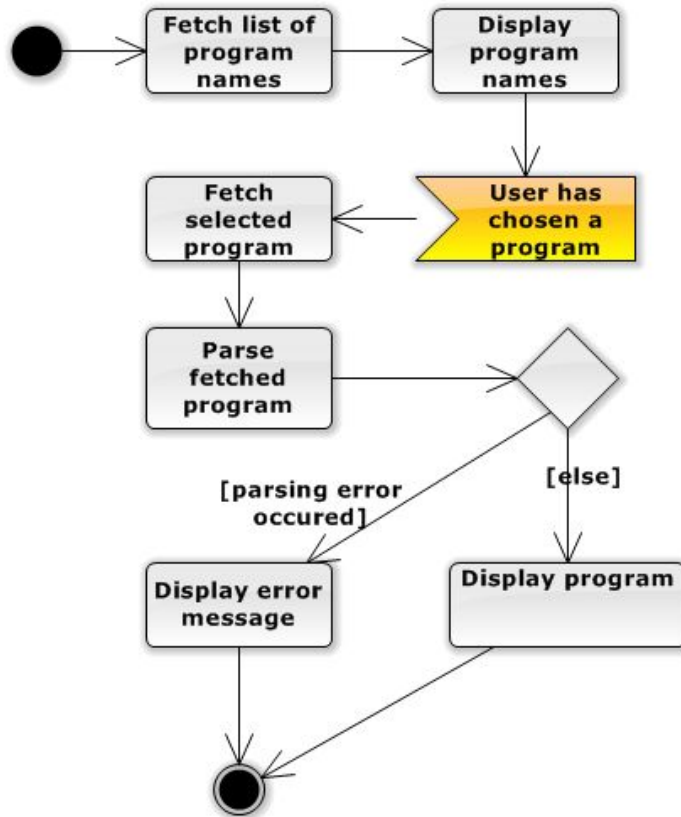 Fetch list of
program
names
Display
program
names
User has
chosen a
program
Fetch
selected
program
Parse
fetched
program
[parsing error
occured]
[else]
Display error
message
Display program